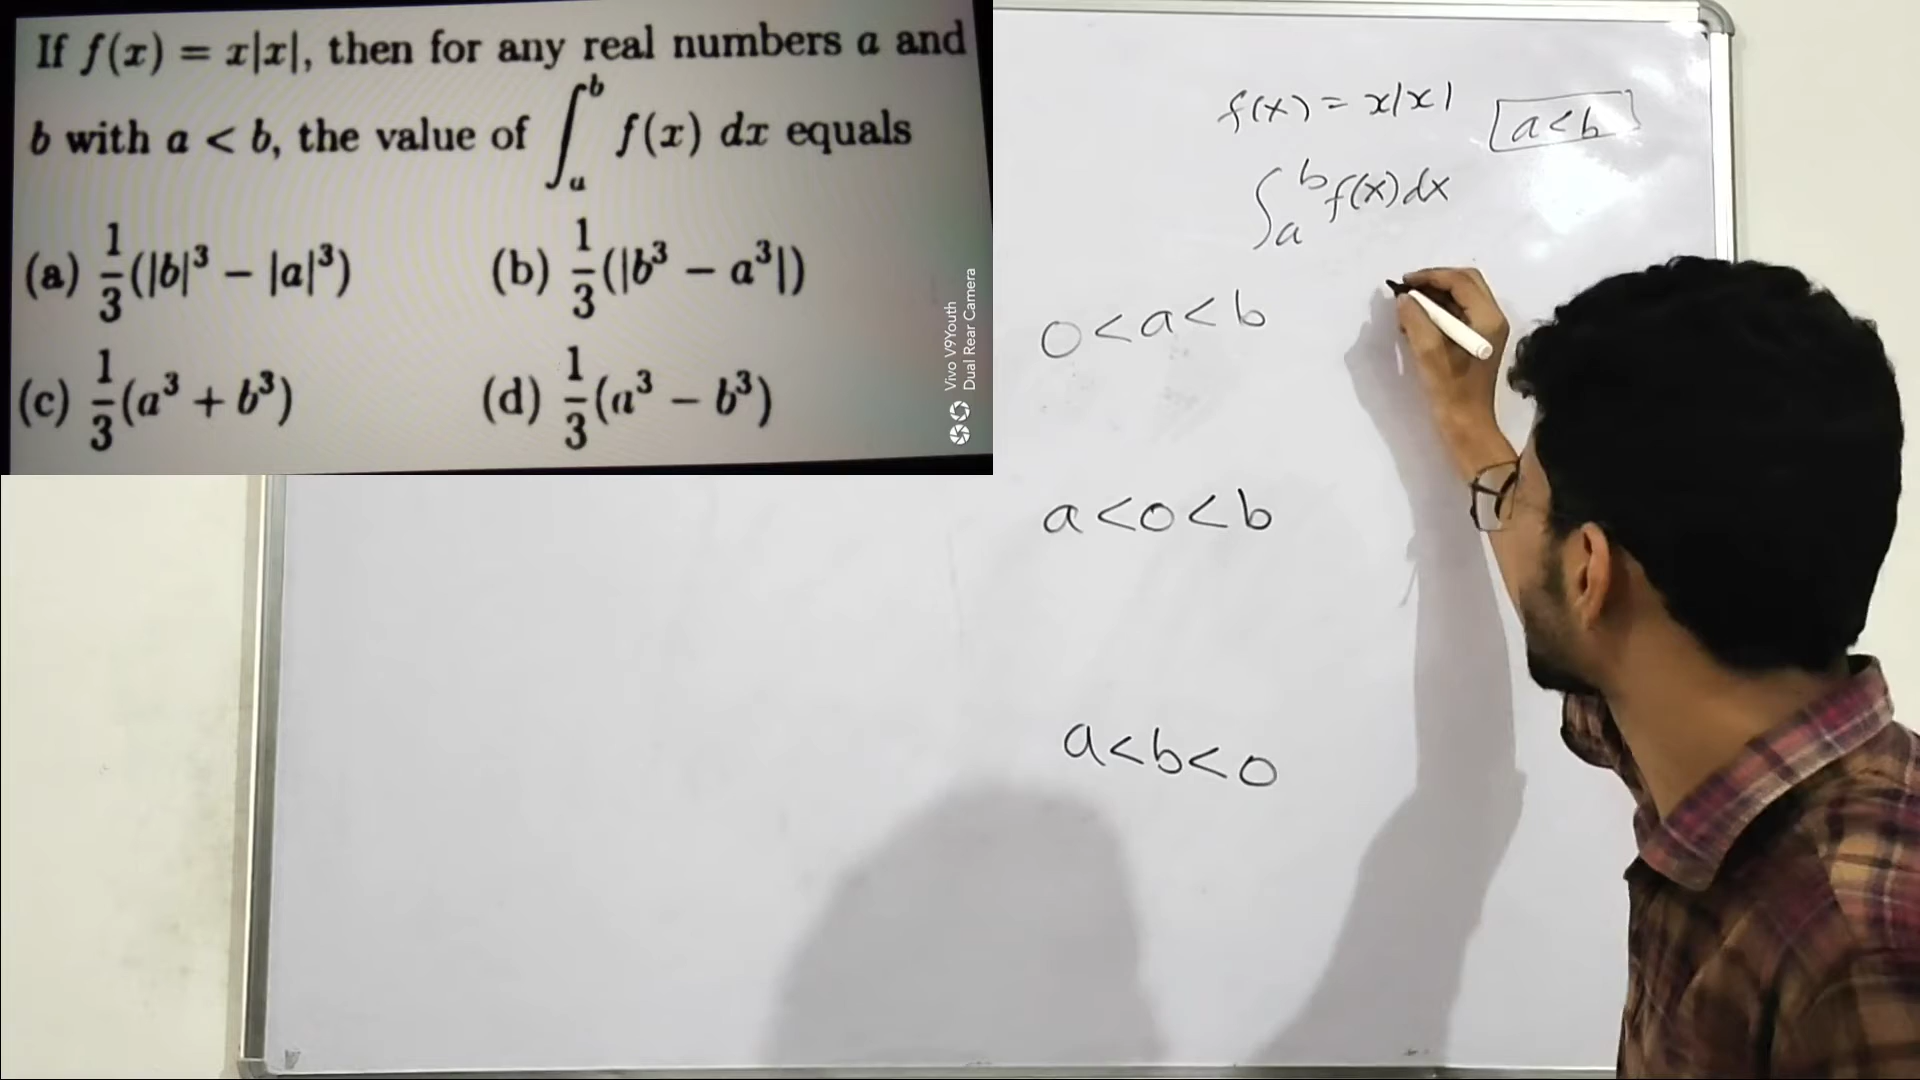 If f(x) = x|x|, then for any real numbers a and
b with a < b, the value of ∫_a^b f(x) dx equals
(a) 1/3(|b|³ − |a|³) (b) 1/3(|b³ − a³|)
(c) 1/3(a³ + b³) (d) 1/3(a³ − b³)
Vivo V9Youth
Dual Rear Camera
f(x) = x|x| a<b
∫_a^b f(x)dx
0<a<b
a<0<b
a<b<0